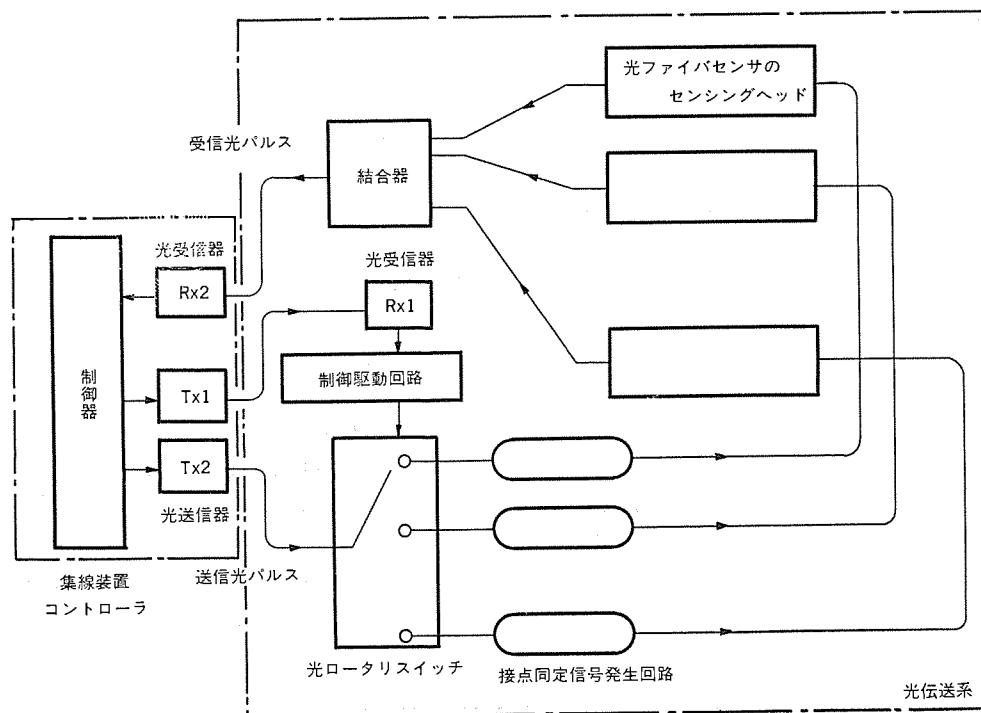 光ファイバセンサの
センシングヘッド
受信光パルス
結合器
光受信器
光受信器
Rx2
Rx1
制御器
制御駆動回路
Tx1
Tx2
光送信器
送信光パルス
集線装置
コントローラ
光ロータリスイッチ
接点同定信号発生回路
光伝送系